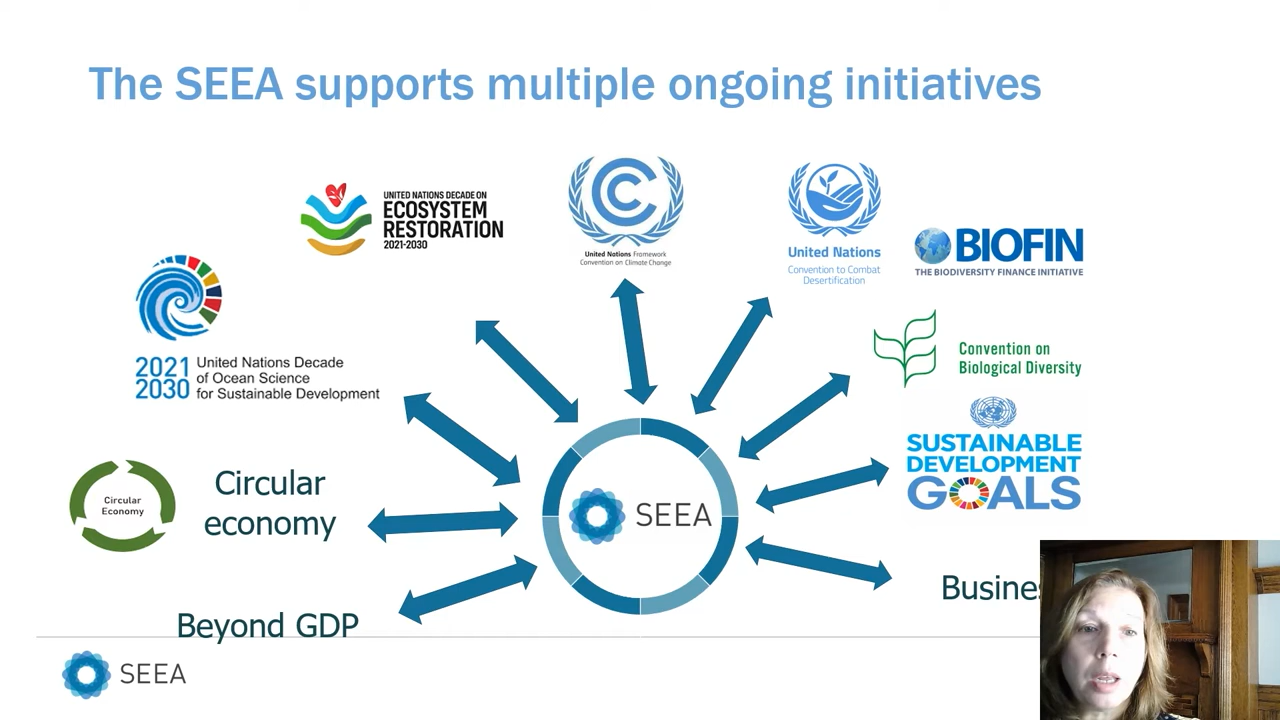 The SEEA supports multiple ongoing initiatives
UNITED NATIONS DECADE ON
ECOSYSTEM
RESTORATION
2021-2030
United Nations Framework
Convention on Climate Change
United Nations
Convention to Combat
Desertification
BIOFIN
THE BIODIVERSITY FINANCE INITIATIVE
2021
2030
United Nations Decade
of Ocean Science
for Sustainable Development
Convention on
Biological Diversity
SUSTAINABLE
DEVELOPMENT
GOALS
Circular
Economy
Circular
economy
SEEA
Beyond GDP
SEEA